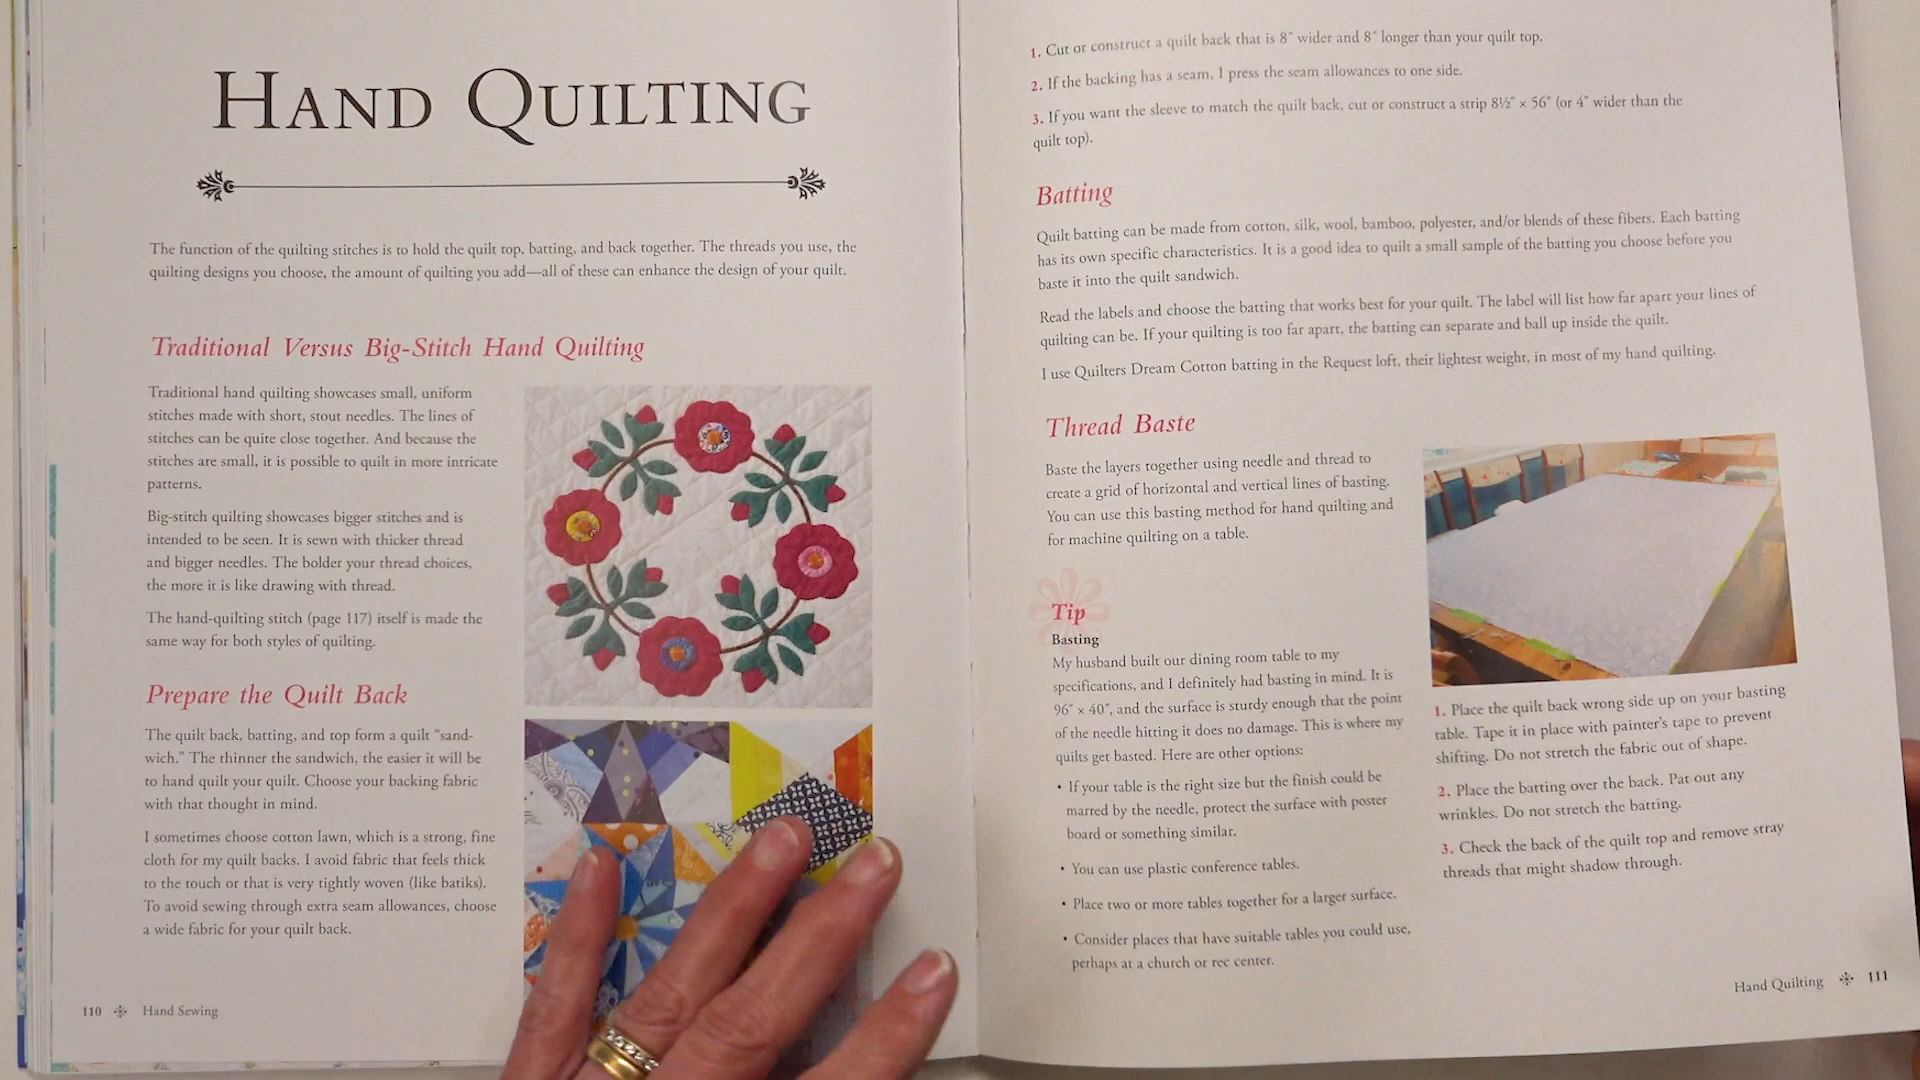 HAND QUILTING
The function of the quilting stitches is to hold the quilt top, batting, and back together. The threads you use, the
quilting designs you choose, the amount of quilting you add—all of these can enhance the design of your quilt.
Traditional Versus Big-Stitch Hand Quilting
Traditional hand quilting showcases small, uniform
stitches made with short, stout needles. The lines of
stitches can be quite close together. And because the
stitches are small, it is possible to quilt in more intricate
patterns.
Big-stitch quilting showcases bigger stitches and is
intended to be seen. It is sewn with thicker thread
and bigger needles. The bolder your thread choices,
the more it is like drawing with thread.
The hand-quilting stitch (page 117) itself is made the
same way for both styles of quilting.
Prepare the Quilt Back
The quilt back, batting, and top form a quilt “sand-
wich.” The thinner the sandwich, the easier it will be
to hand quilt your quilt. Choose your backing fabric
with that thought in mind.
I sometimes choose cotton lawn, which is a strong, fine
cloth for my quilt backs. I avoid fabric that feels thick
to the touch or that is very tightly woven (like batiks).
To avoid sewing through extra seam allowances, choose
a wide fabric for your quilt back.
110 Hand Sewing
1. Cut or construct a quilt back that is 8″ wider and 8″ longer than your quilt top.
2. If the backing has a seam, I press the seam allowances to one side.
3. If you want the sleeve to match the quilt back, cut or construct a strip 8½″ × 56″ (or 4″ wider than the
quilt top).
Batting
Quilt batting can be made from cotton, silk, wool, bamboo, polyester, and/or blends of these fibers. Each batting
has its own specific characteristics. It is a good idea to quilt a small sample of the batting you choose before you
baste it into the quilt sandwich.
Read the labels and choose the batting that works best for your quilt. The label will list how far apart your lines of
quilting can be. If your quilting is too far apart, the batting can separate and ball up inside the quilt.
I use Quilters Dream Cotton batting in the Request loft, their lightest weight, in most of my hand quilting.
Thread Baste
Baste the layers together using needle and thread to
create a grid of horizontal and vertical lines of basting.
You can use this basting method for hand quilting and
for machine quilting on a table.
Tip
Basting
My husband built our dining room table to my
specifications, and I definitely had basting in mind. It is
96″ × 40″, and the surface is sturdy enough that the point
of the needle hitting it does no damage. This is where my
quilts get basted. Here are other options:
• If your table is the right size but the finish could be
marred by the needle, protect the surface with poster
board or something similar.
• You can use plastic conference tables.
• Place two or more tables together for a larger surface.
• Consider places that have suitable tables you could use,
perhaps at a church or rec center.
1. Place the quilt back wrong side up on your basting
table. Tape it in place with painter’s tape to prevent
shifting. Do not stretch the fabric out of shape.
2. Place the batting over the back. Pat out any
wrinkles. Do not stretch the batting.
3. Check the back of the quilt top and remove stray
threads that might shadow through.
Hand Quilting 111